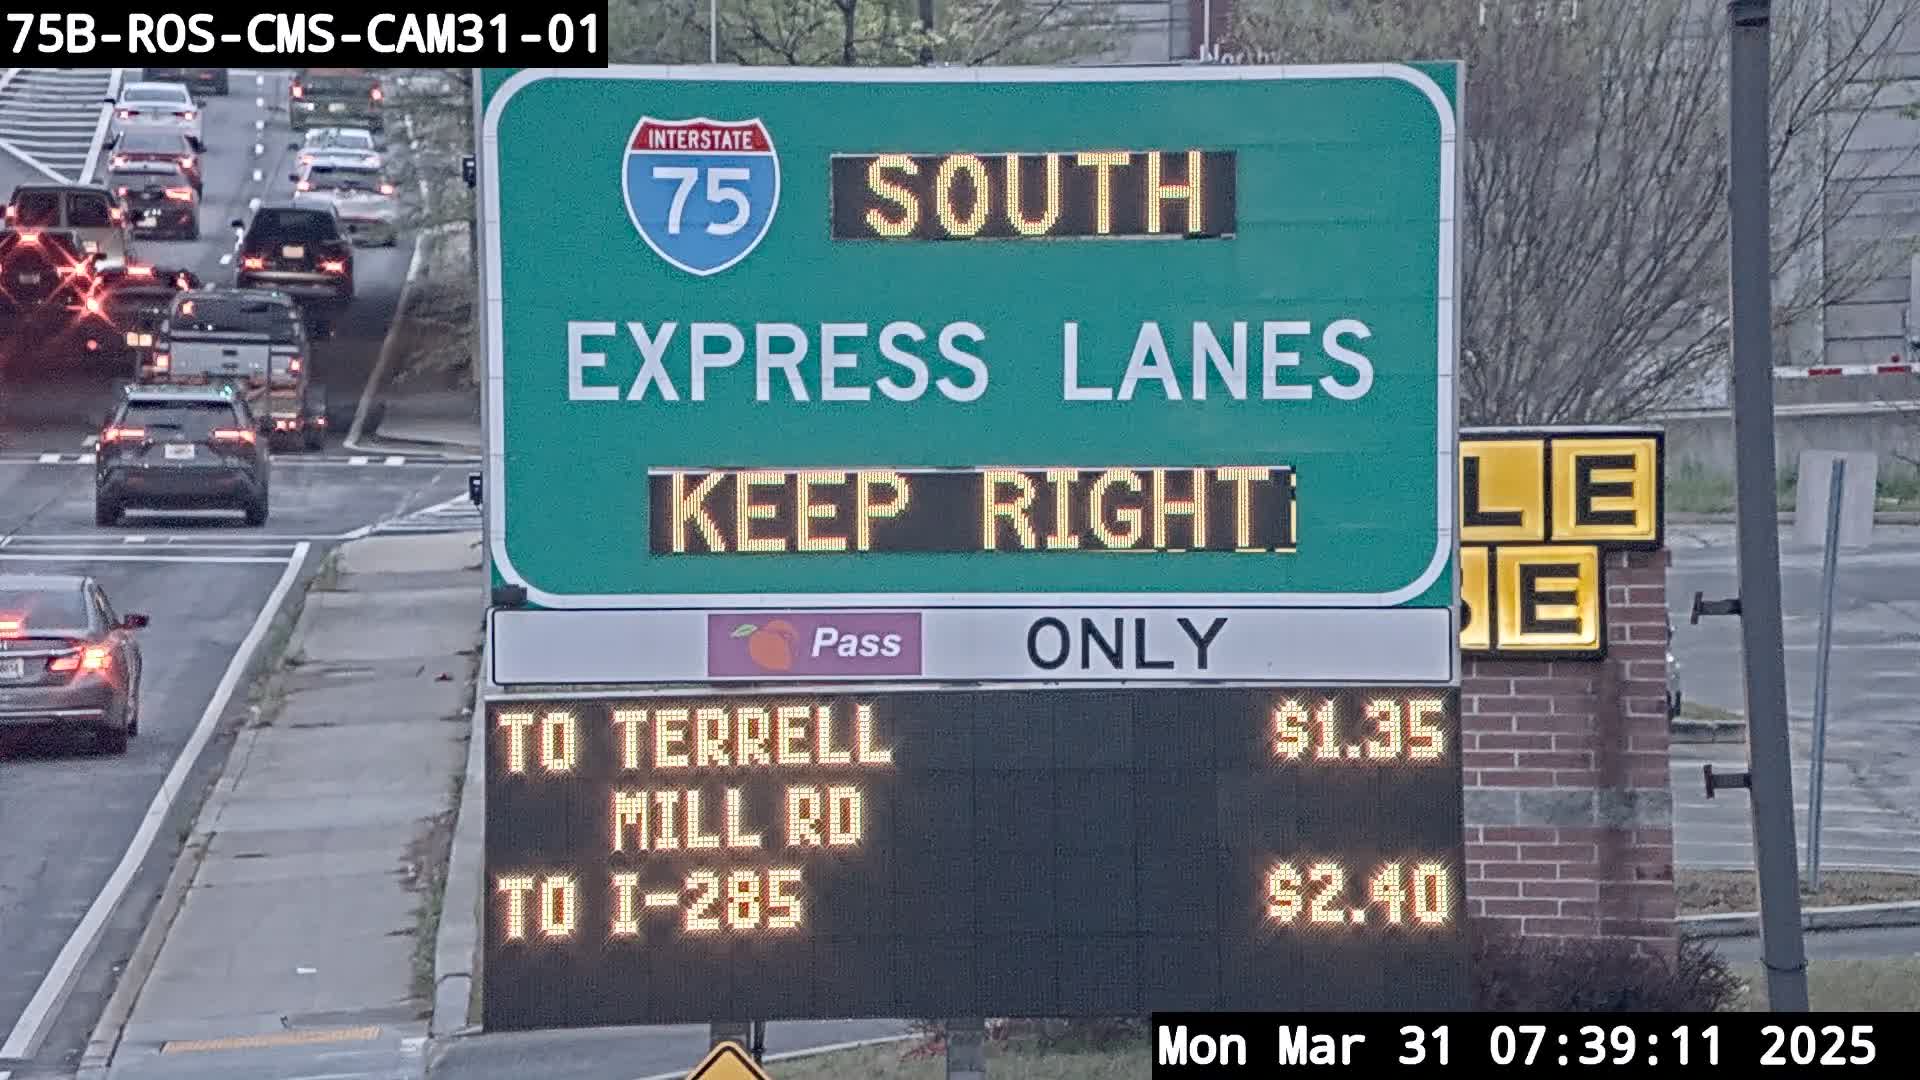 75B-ROS-CMS-CAM31-01
INTERSTATE
75
SOUTH
EXPRESS LANES
KEEP RIGHT
Pass ONLY
TO TERRELL $1.35
MILL RD
TO I-285 $2.40
LE
E
Mon Mar 31 07:39:11 2025